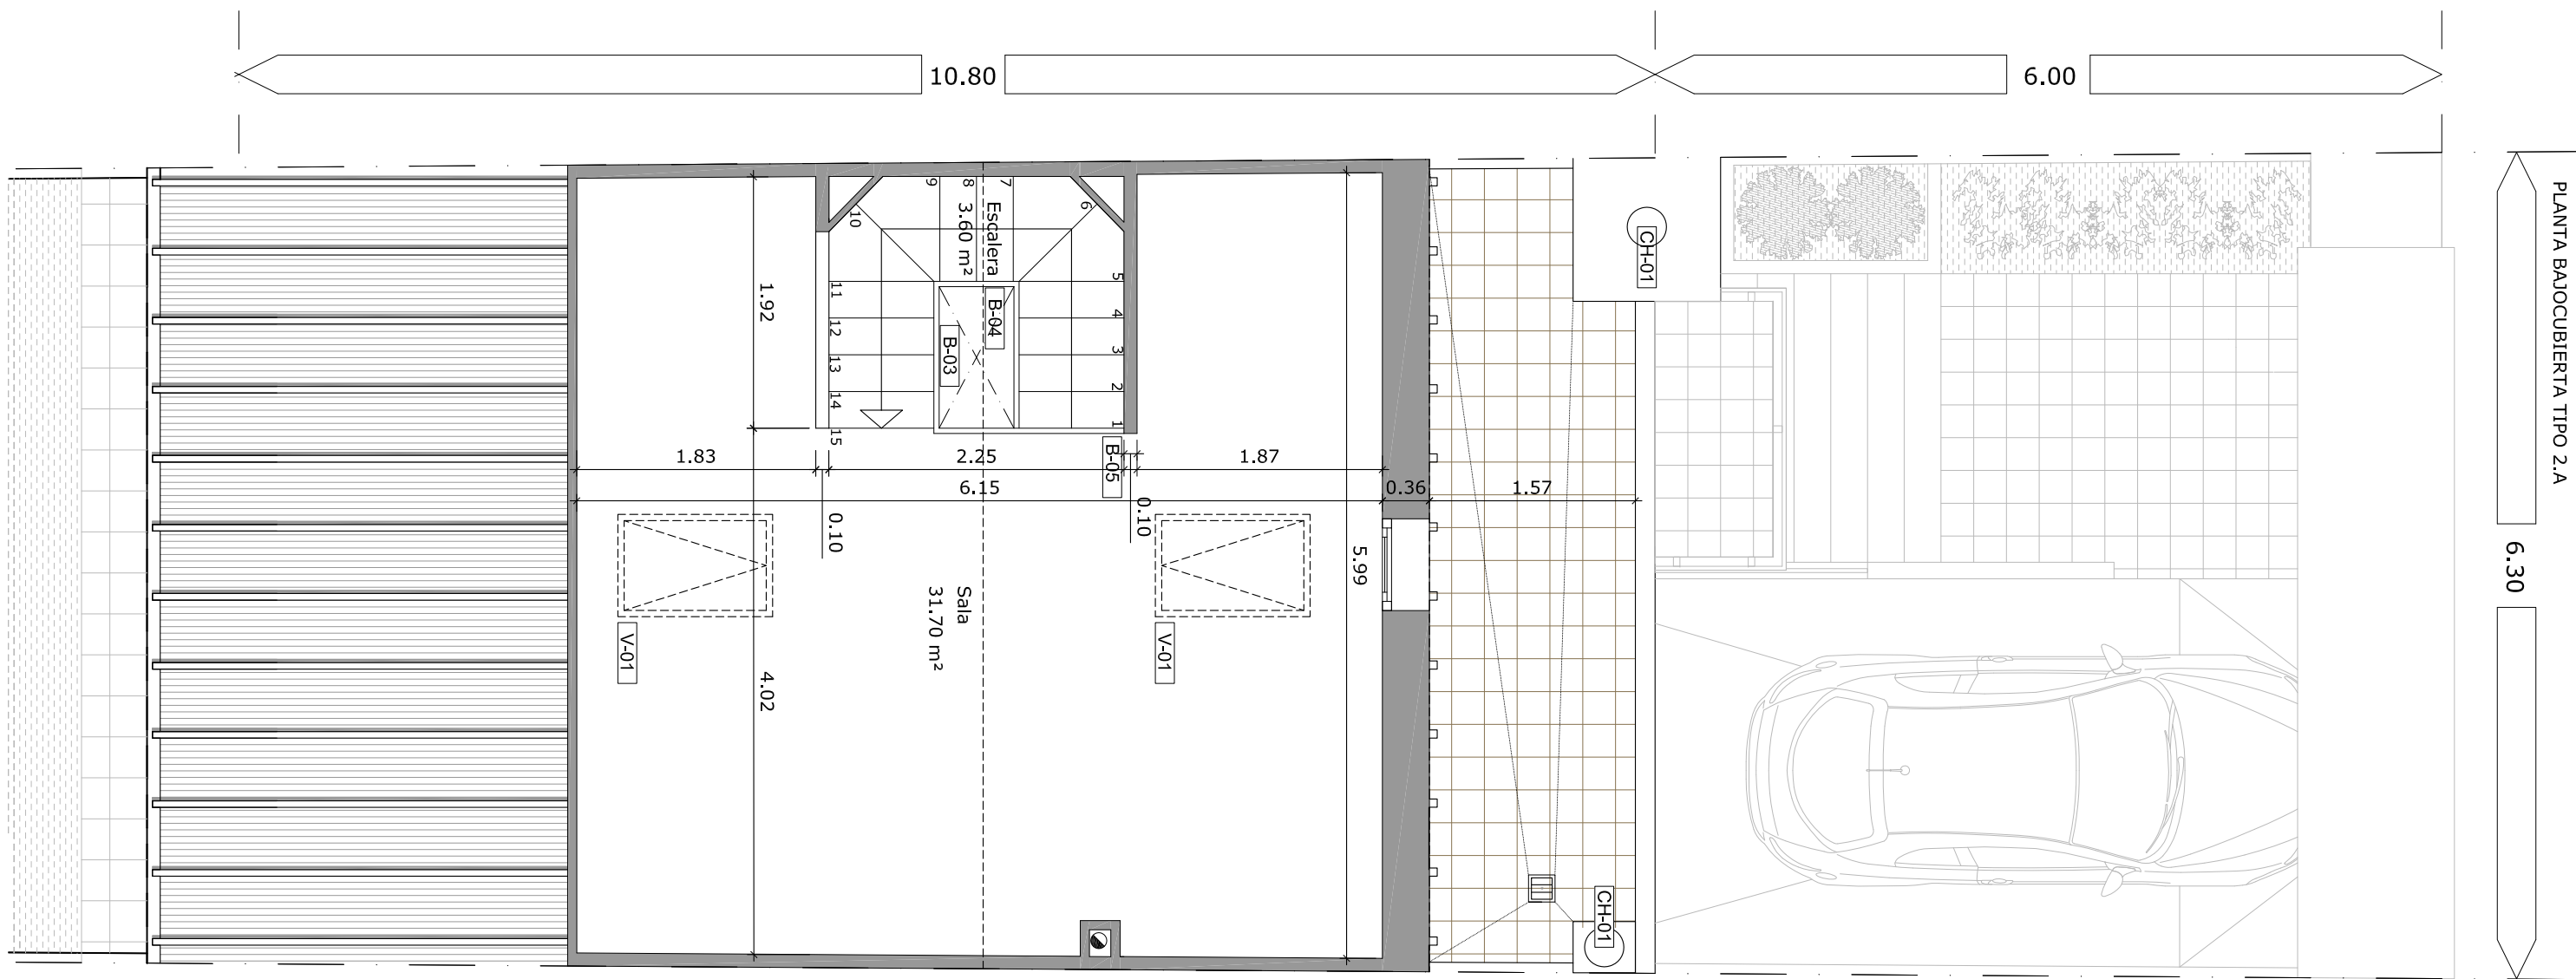 10.80
6.00
PLANTA BAJOCUBIERTA TIPO 2.A
6.30
9
8
7
6
10
Escalera
3.60 m²
CH-01
5
4
3
2
1
11
12
13
14
15
B-04
B-03
B-05
1.92
1.83
2.25
1.87
6.15
0.36
1.57
0.10
0.10
5.99
Sala
31.70 m²
V-01
V-01
4.02
CH-01